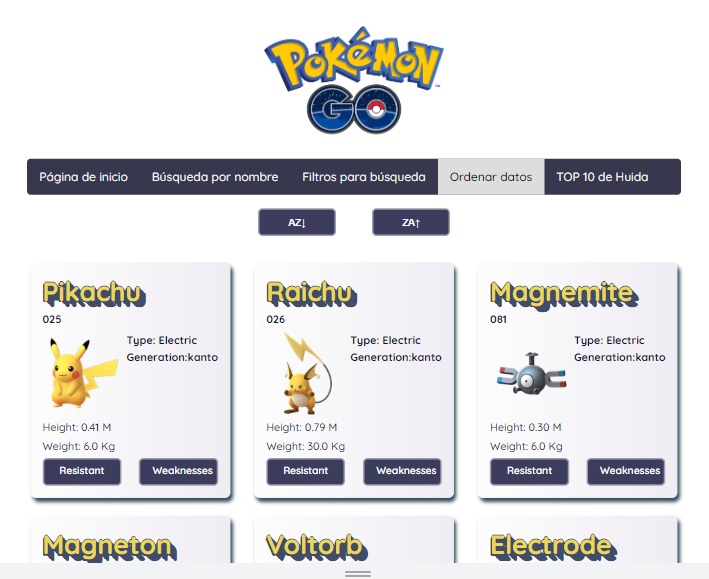 POKÉMON
™
GO
Página de inicio Búsqueda por nombre Filtros para búsqueda Ordenar datos TOP 10 de Huida
AZ↓ ZA↑
Pikachu
025
Type: Electric
Generation:kanto
Height: 0.41 M
Weight: 6.0 Kg
Resistant Weaknesses
Raichu
026
Type: Electric
Generation:kanto
Height: 0.79 M
Weight: 30.0 Kg
Resistant Weaknesses
Magnemite
081
Type: Electric
Generation:kanto
Height: 0.30 M
Weight: 6.0 Kg
Resistant Weaknesses
Magneton
Voltorb
Electrode